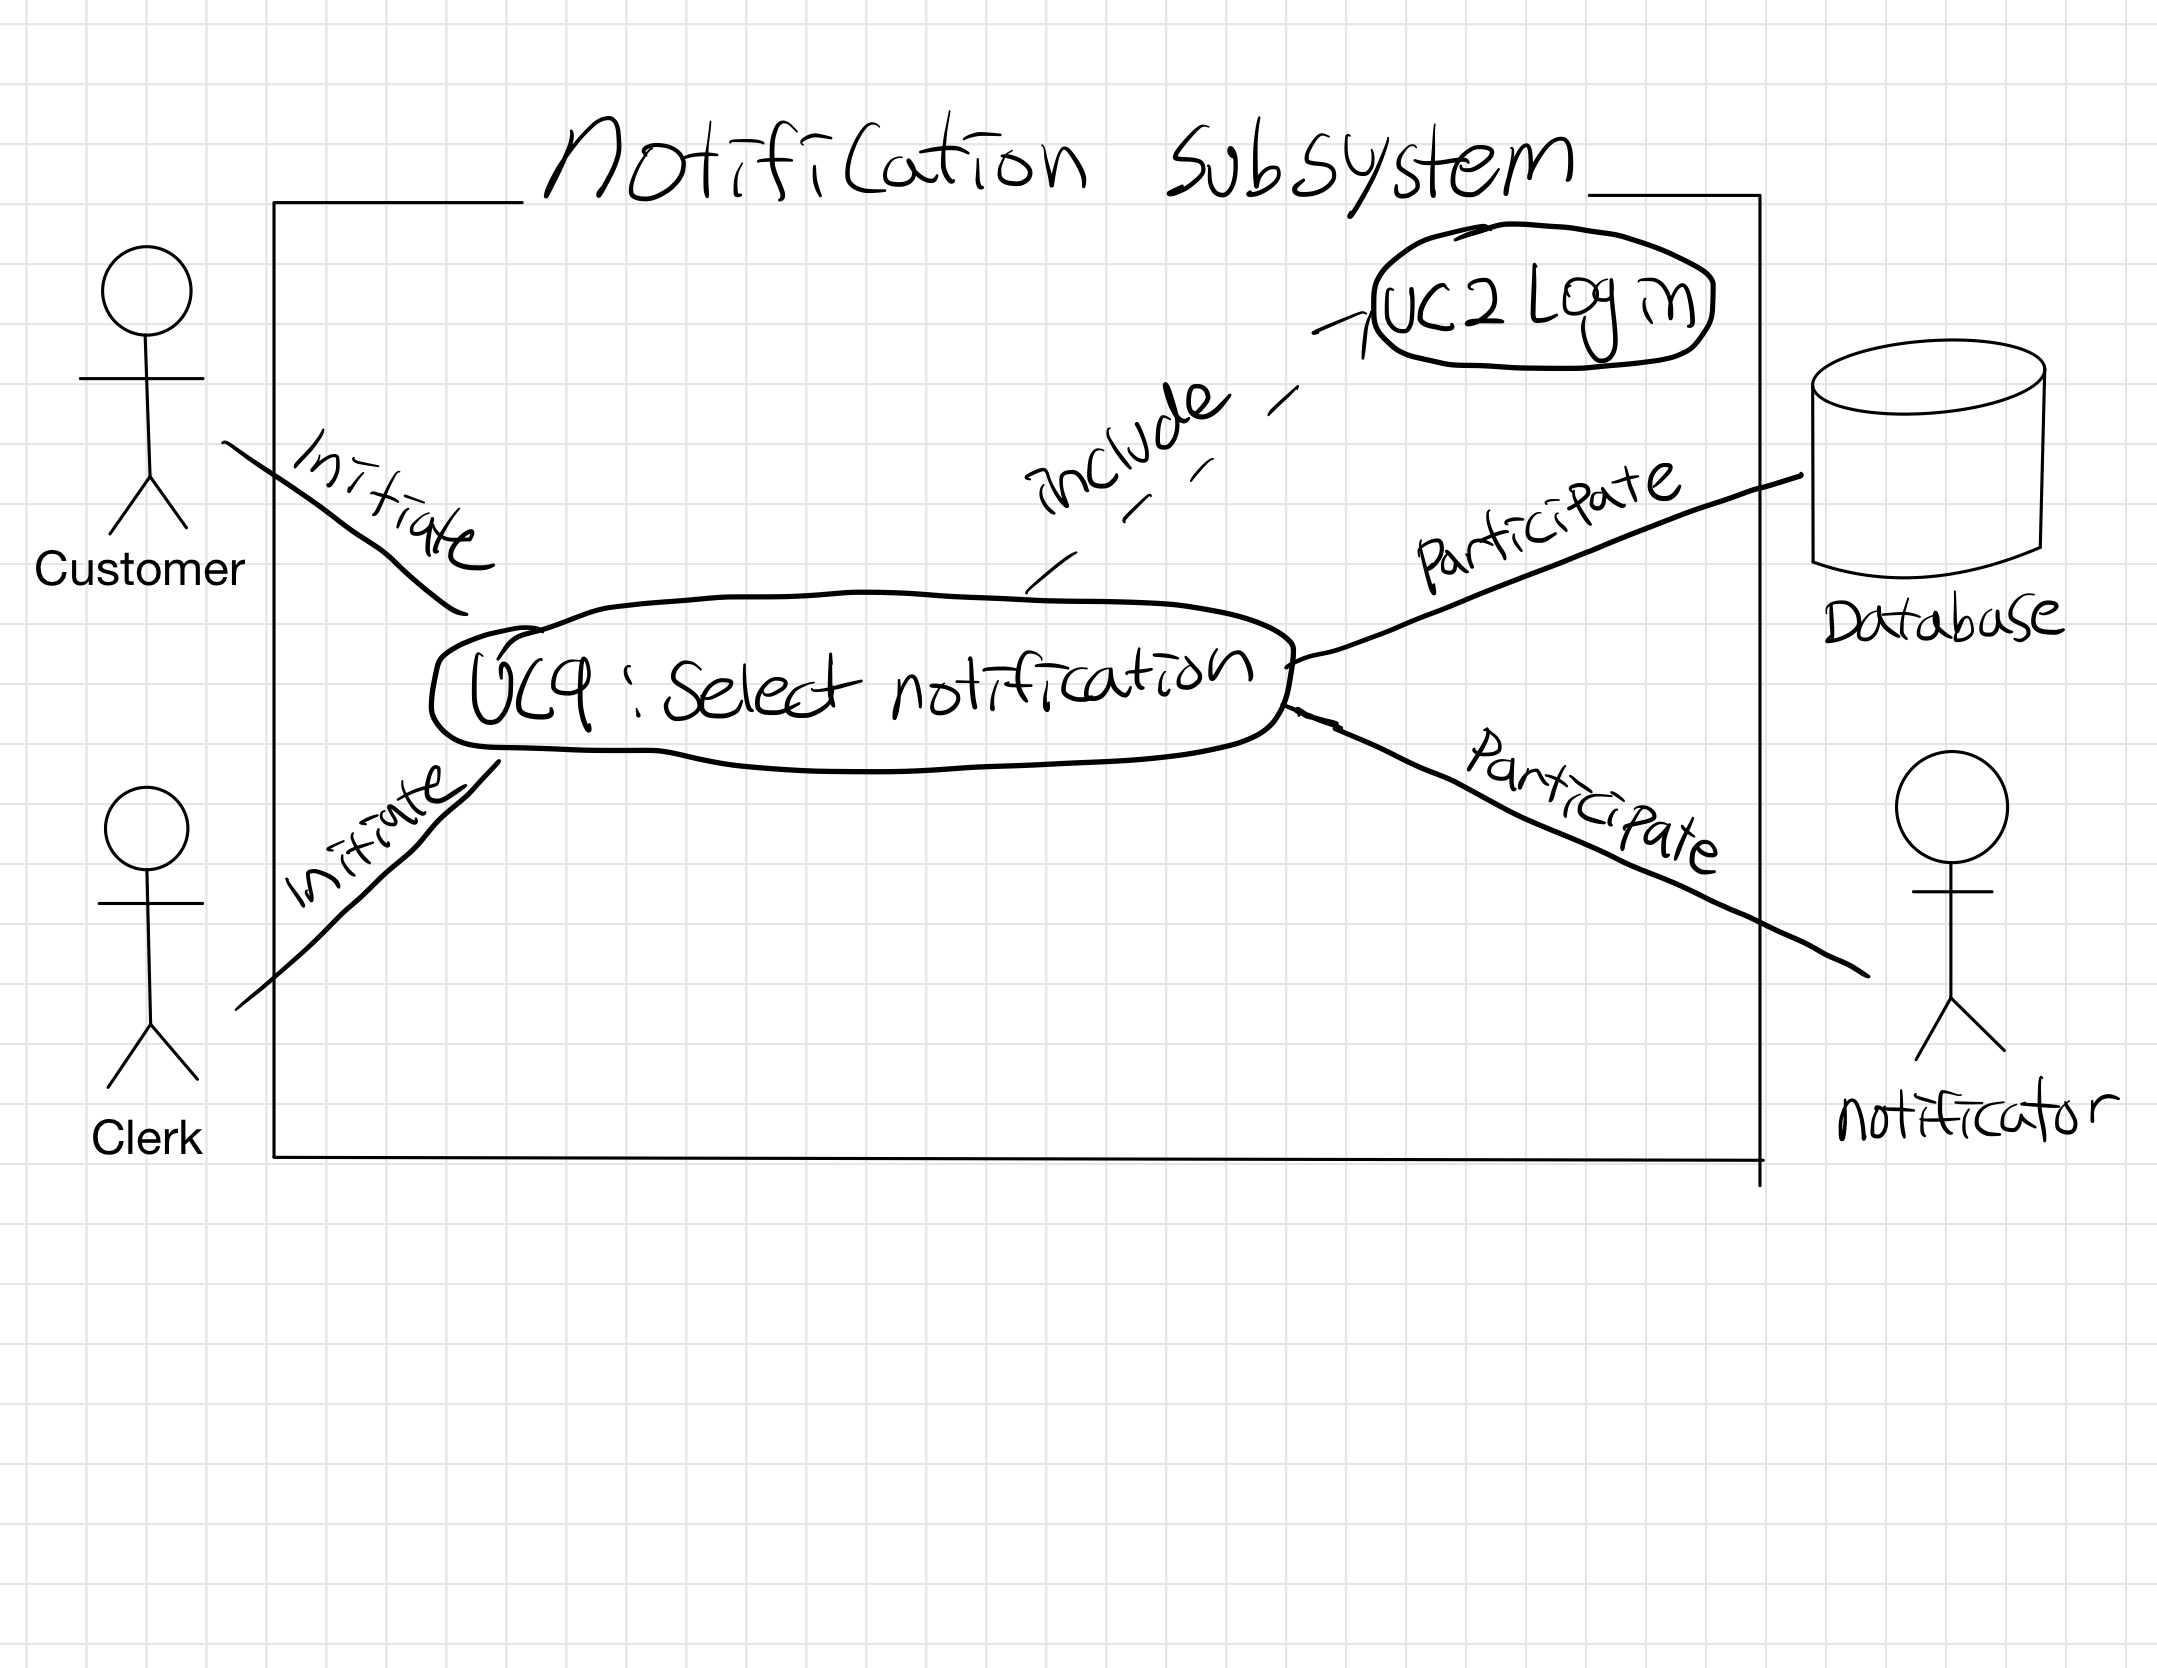 Notification Subsystem
UC2 Login
include
Initiate
Participate
Customer
Database
UC9: Select notification
Initiate
Participate
Clerk
notificator